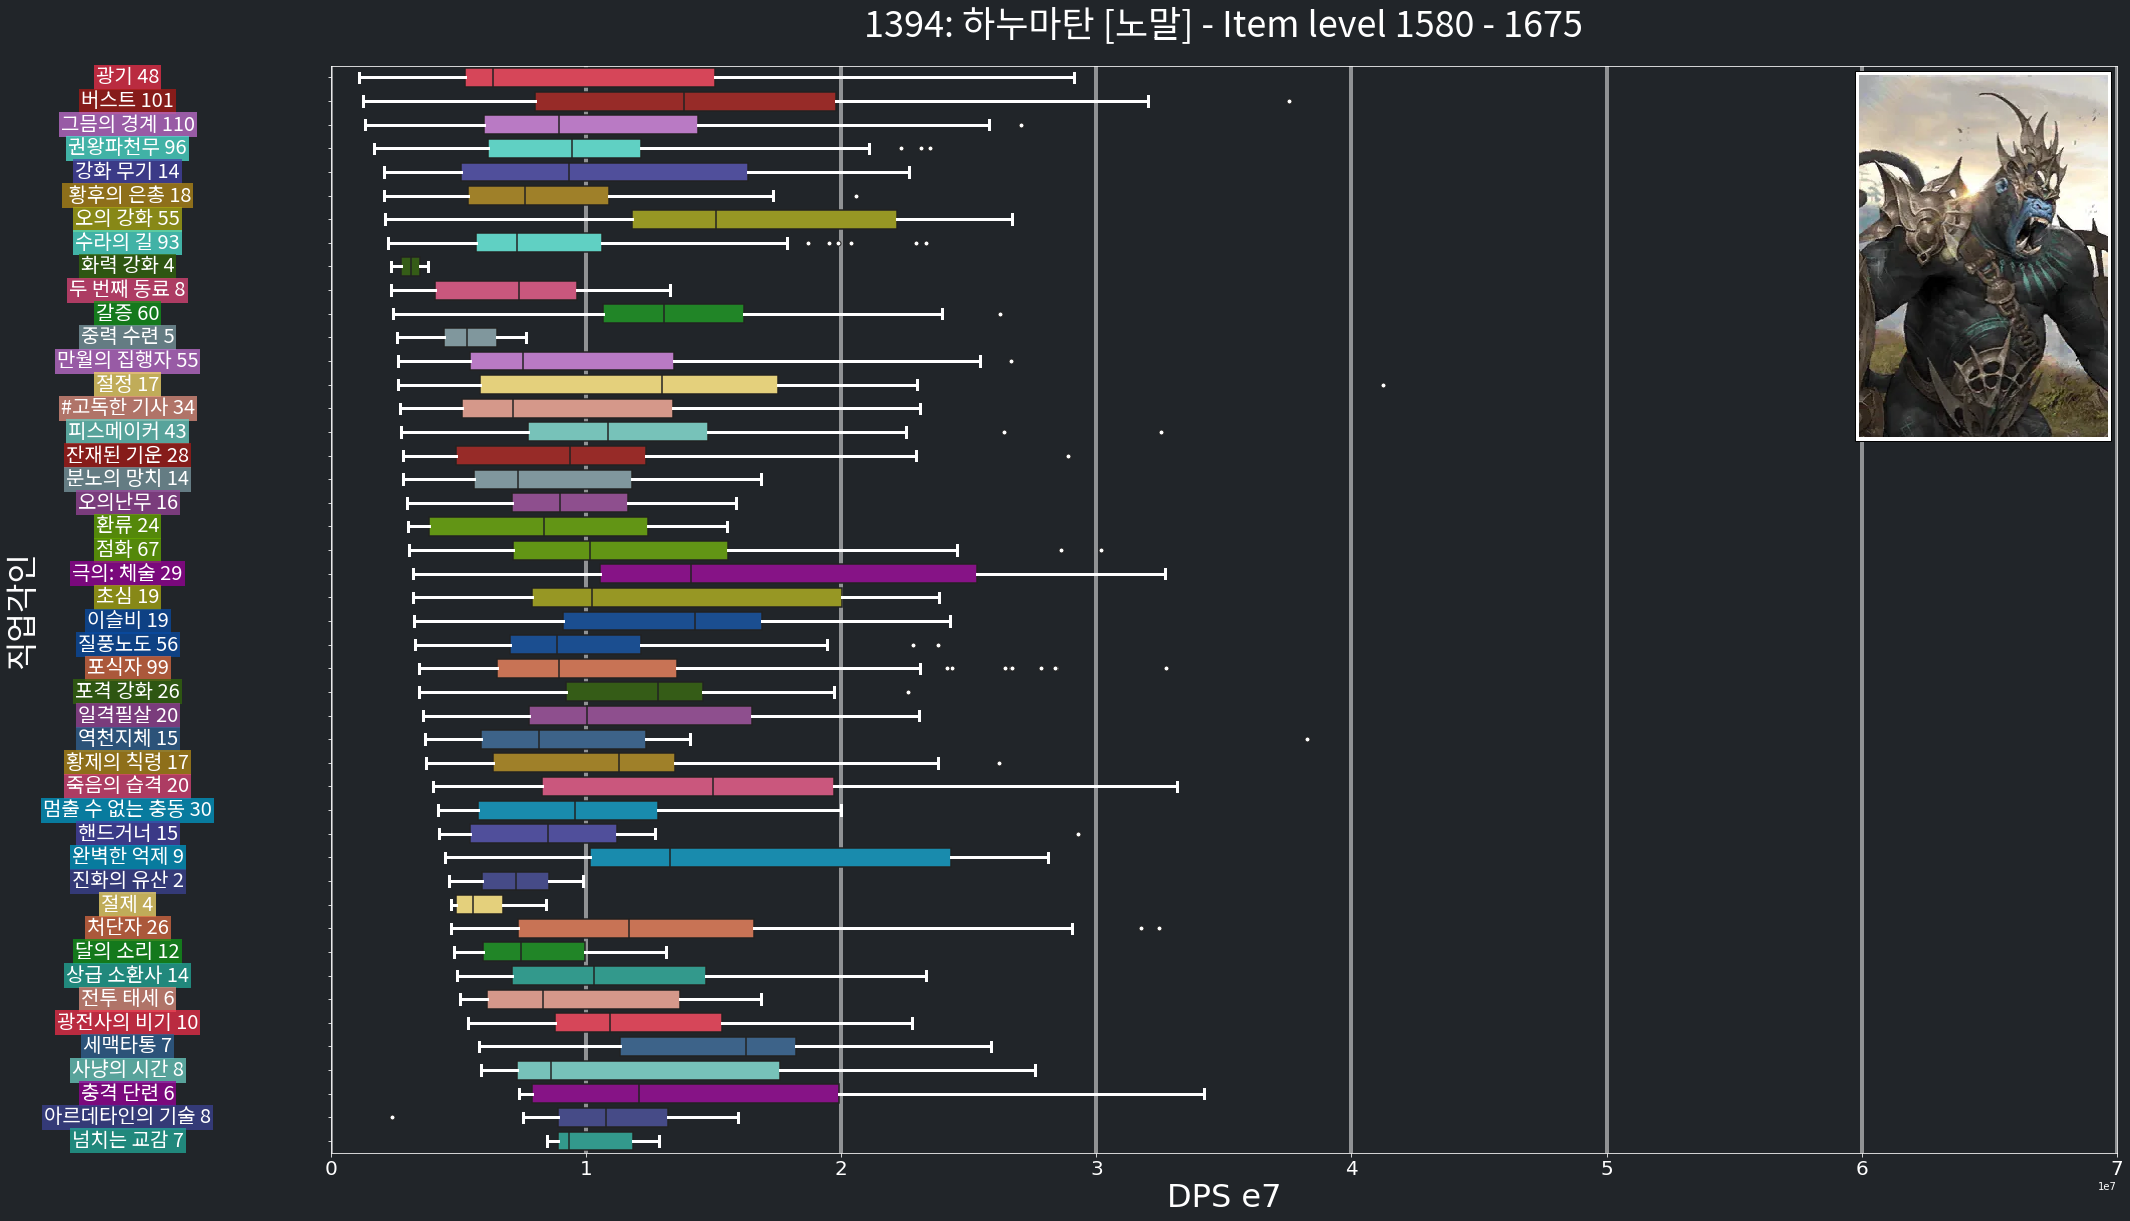 1394: 하누마탄 [노말] - Item level 1580 - 1675
직업각인
광기 48
버스트 101
그믐의 경계 110
권왕파천무 96
강화 무기 14
황후의 은총 18
오의 강화 55
수라의 길 93
화력 강화 4
두 번째 동료 8
갈증 60
중력 수련 5
만월의 집행자 55
절정 17
#고독한 기사 34
피스메이커 43
잔재된 기운 28
분노의 망치 14
오의난무 16
환류 24
점화 67
극의: 체술 29
초심 19
이슬비 19
질풍노도 56
포식자 99
포격 강화 26
일격필살 20
역천지체 15
황제의 칙령 17
죽음의 습격 20
멈출 수 없는 충동 30
핸드거너 15
완벽한 억제 9
진화의 유산 2
절제 4
처단자 26
달의 소리 12
상급 소환사 14
전투 태세 6
광전사의 비기 10
세맥타통 7
사냥의 시간 8
충격 단련 6
아르데타인의 기술 8
넘치는 교감 7
0 1 2 3 4 5 6 7
1e7
DPS e7